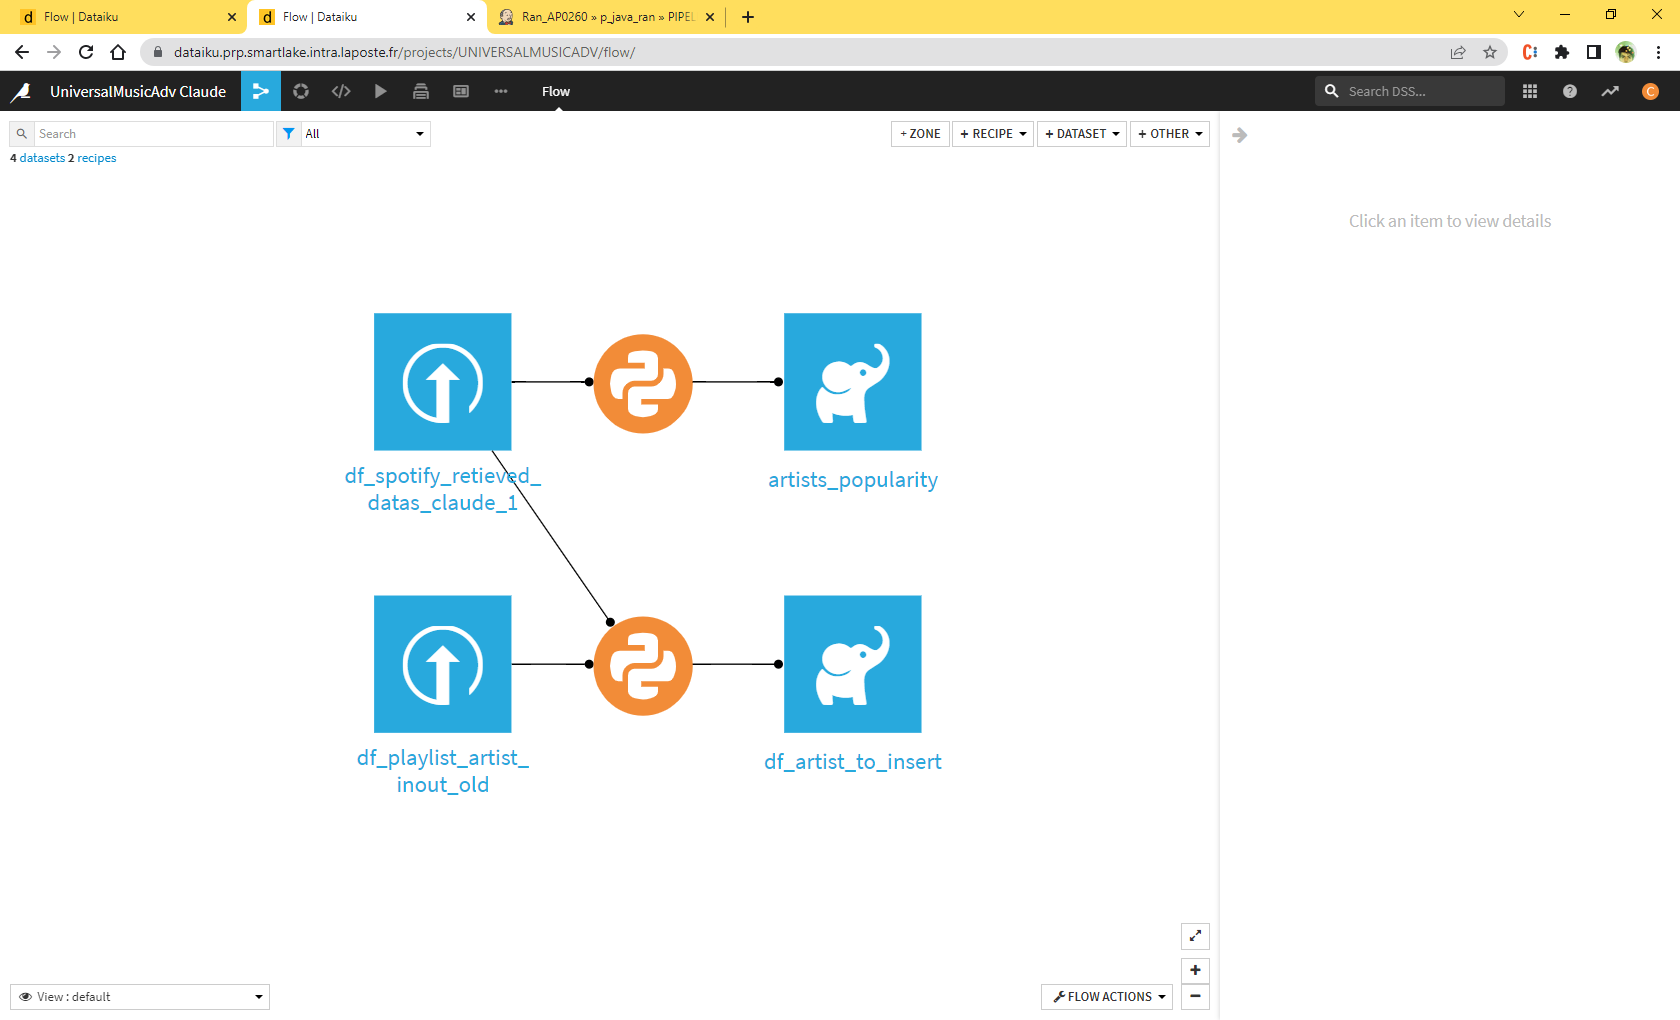 Flow | Dataiku
Flow | Dataiku
Ran_AP0260 » p_java_ran » PIPEL
dataiku.prp.smartlake.intra.laposte.fr/projects/UNIVERSALMUSICADV/flow/
UniversalMusicAdv Claude
Flow
Search DSS...
C
Search
All
+ ZONE
+ RECIPE
+ DATASET
+ OTHER
4 datasets 2 recipes
Click an item to view details
df_spotify_retieved_
datas_claude_1
artists_popularity
df_playlist_artist_
inout_old
df_artist_to_insert
View : default
FLOW ACTIONS